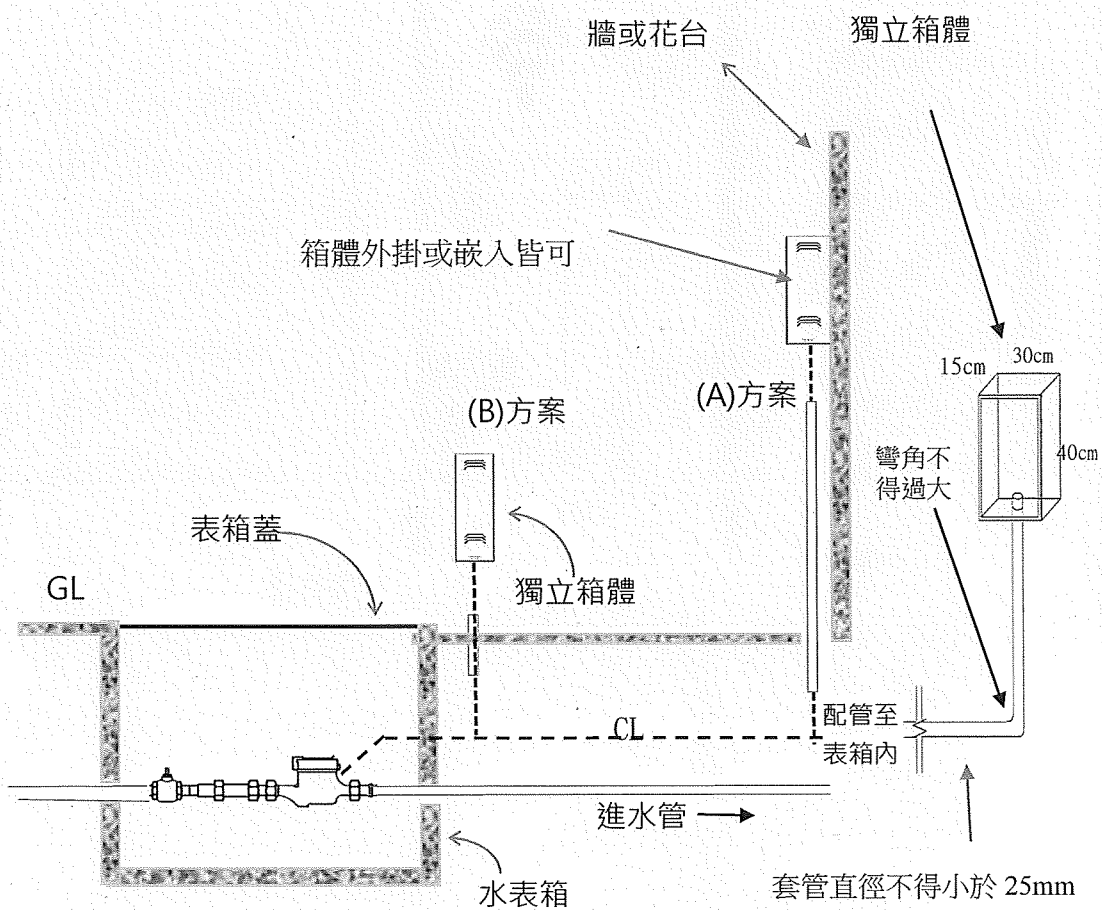 牆或花台
獨立箱體
箱體外掛或嵌入皆可
15cm
30cm
40cm
(A)方案
(B)方案
彎角不
得過大
表箱蓋
獨立箱體
GL
配管至
表箱內
CL
進水管
水表箱
套管直徑不得小於 25mm